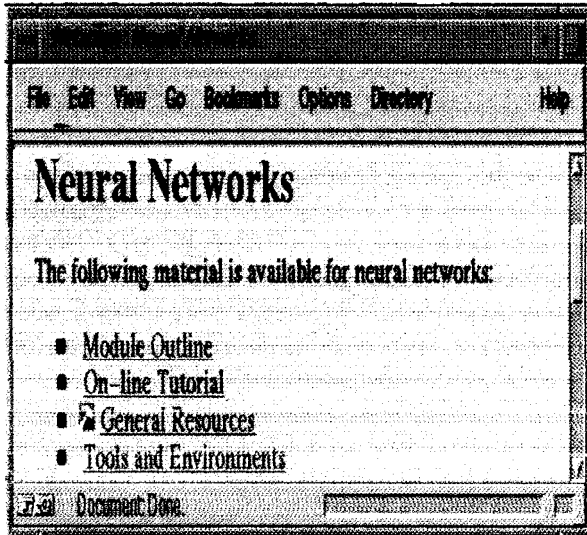 File Edit View Go Bookmarks Options Directory Help
Neural Networks
The following material is available for neural networks:
Module Outline
On-line Tutorial
General Resources
Tools and Environments
Document: Done.